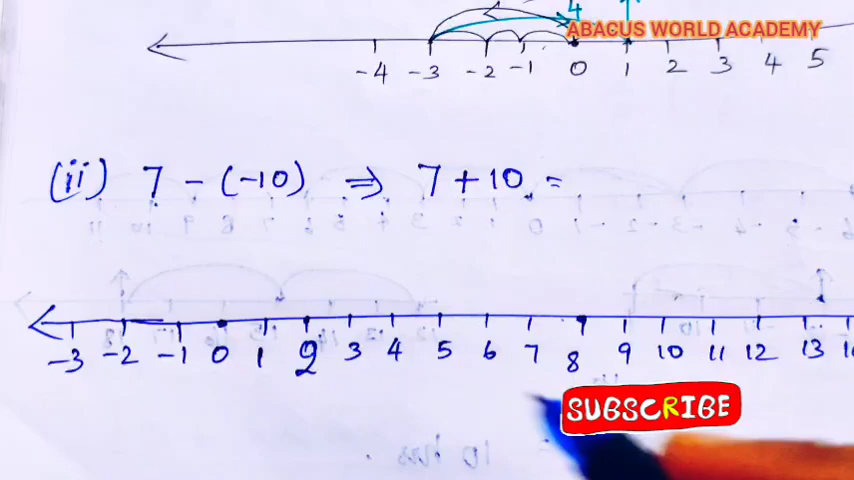 4
ABACUS WORLD ACADEMY
-4 -3 -2 -1 0 1 2 3 4 5
(ii) 7 - (-10) ⇒ 7 + 10 =
-3 -2 -1 0 1 2 3 4 5 6 7 8 9 10 11 12 13
SUBSCRIBE